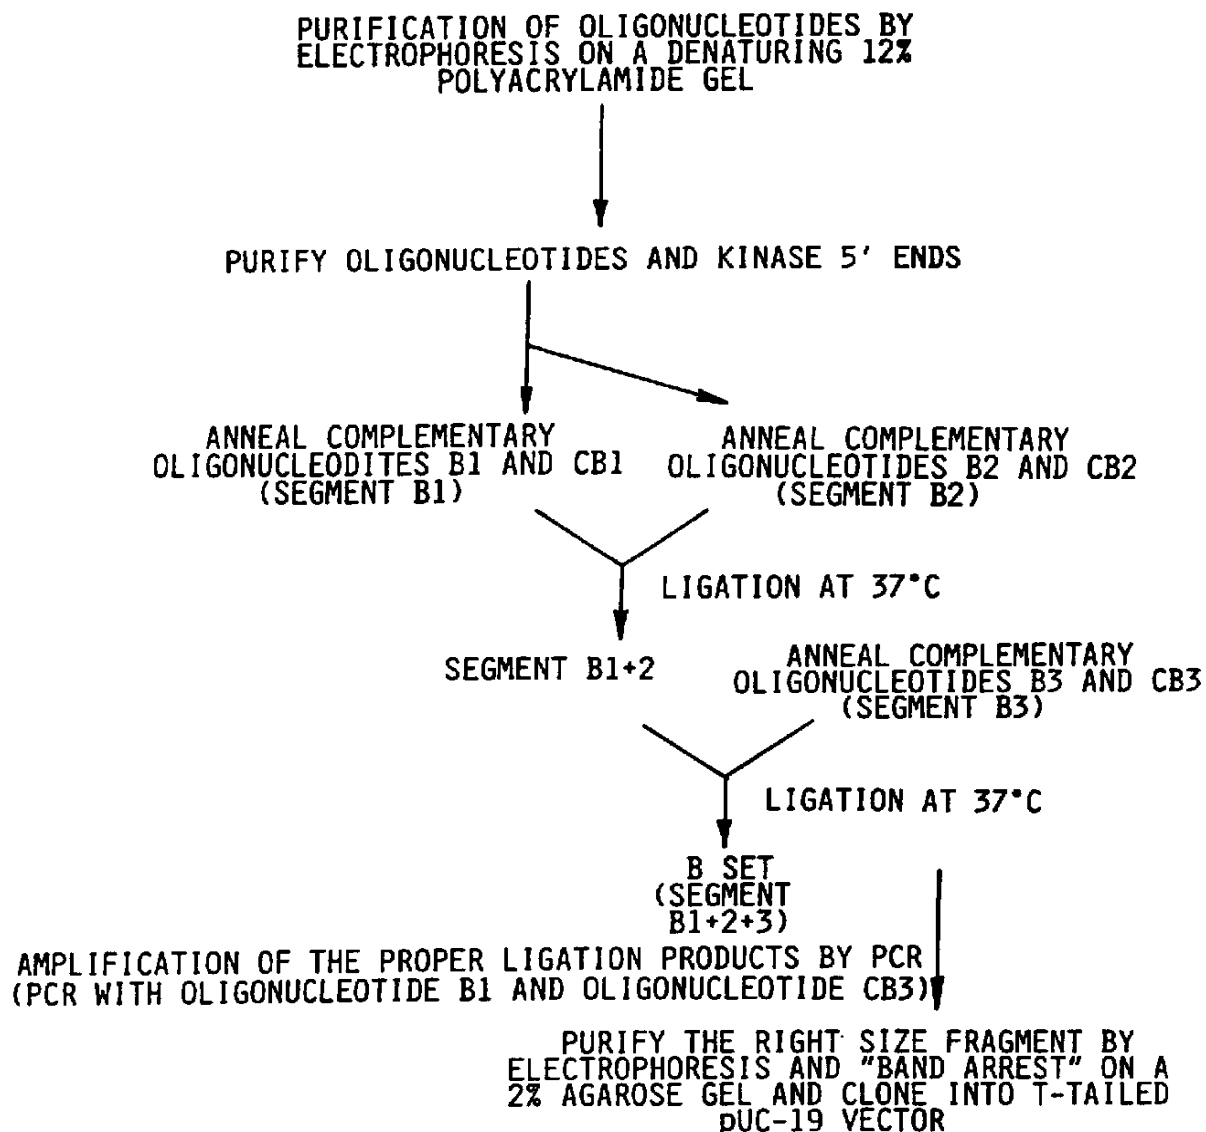 PURIFICATION OF OLIGONUCLEOTIDES BY
ELECTROPHORESIS ON A DENATURING 12%
POLYACRYLAMIDE GEL
PURIFY OLIGONUCLEOTIDES AND KINASE 5' ENDS
ANNEAL COMPLEMENTARY
OLIGONUCLEODITES B1 AND CB1
(SEGMENT B1)
ANNEAL COMPLEMENTARY
OLIGONUCLEOTIDES B2 AND CB2
(SEGMENT B2)
LIGATION AT 37°C
SEGMENT B1+2
ANNEAL COMPLEMENTARY
OLIGONUCLEOTIDES B3 AND CB3
(SEGMENT B3)
LIGATION AT 37°C
B SET
(SEGMENT
B1+2+3)
AMPLIFICATION OF THE PROPER LIGATION PRODUCTS BY PCR
(PCR WITH OLIGONUCLEOTIDE B1 AND OLIGONUCLEOTIDE CB3)
PURIFY THE RIGHT SIZE FRAGMENT BY
ELECTROPHORESIS AND "BAND ARREST" ON A
2% AGAROSE GEL AND CLONE INTO T-TAILED
pUC-19 VECTOR